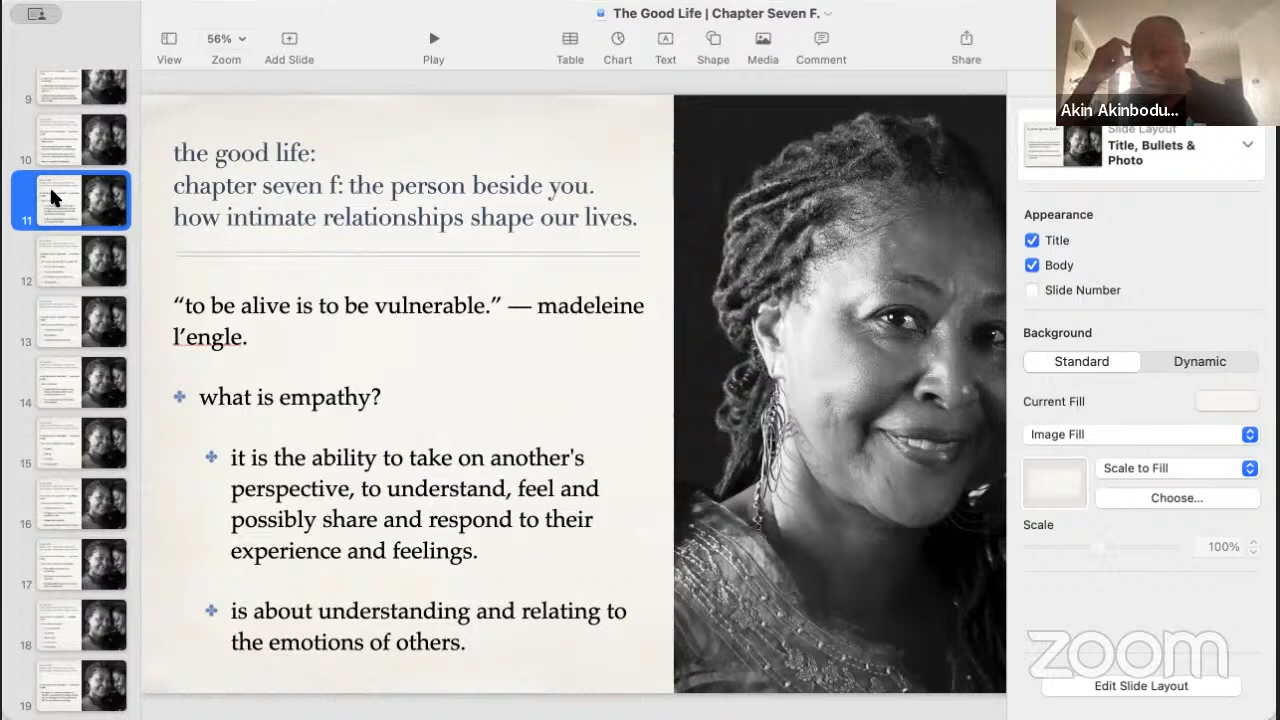 The Good Life | Chapter Seven F.
56%
View
Zoom
Add Slide
Play
Table
Chart
Text
Shape
Media
Comment
Share
Akin Akinbodu...
9
10
11
12
13
14
15
16
17
18
19
the good life:
chapter seven f: the person beside you.
how intimate relationships shape our lives.
“to be alive is to be vunerable.” — madeleine
l’engle.
what is empathy?
it is the ability to take on another's
perspective, to understand, feel and
possibly share and respond to their
experience and feelings.
is about understanding and relating to
the emotions of others.
Slide Layout
Title, Bullets &
Photo
Appearance
Title
Body
Slide Number
Background
Standard
Dynamic
Current Fill
Image Fill
Scale to Fill
Choose...
Scale
100%
zoom
Edit Slide Layout